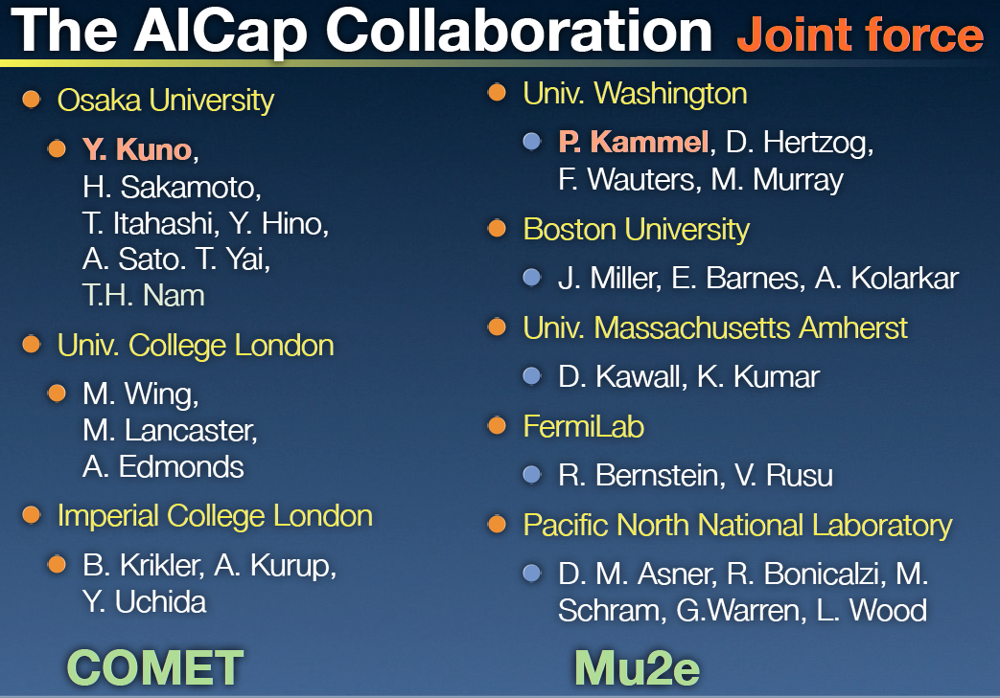 The AlCap Collaboration Joint force
Osaka University
Y. Kuno,
H. Sakamoto,
T. Itahashi, Y. Hino,
A. Sato. T. Yai,
T.H. Nam
Univ. College London
M. Wing,
M. Lancaster,
A. Edmonds
Imperial College London
B. Krikler, A. Kurup,
Y. Uchida
COMET
Univ. Washington
P. Kammel, D. Hertzog,
F. Wauters, M. Murray
Boston University
J. Miller, E. Barnes, A. Kolarkar
Univ. Massachusetts Amherst
D. Kawall, K. Kumar
FermiLab
R. Bernstein, V. Rusu
Pacific North National Laboratory
D. M. Asner, R. Bonicalzi, M.
Schram, G.Warren, L. Wood
Mu2e